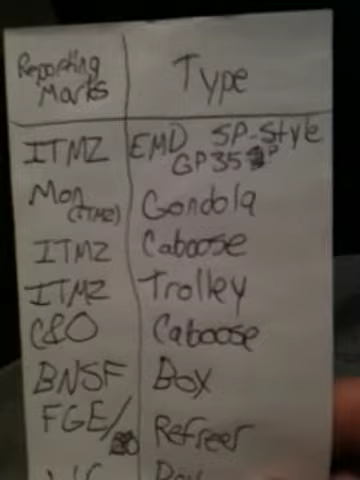 Reporting Marks Type
ITMZ EMD SP-Style GP35
Mon (ITMZ) Gondola
ITMZ Caboose
ITMZ Trolley
C&O Caboose
BNSF Box
FGE/ Refreer